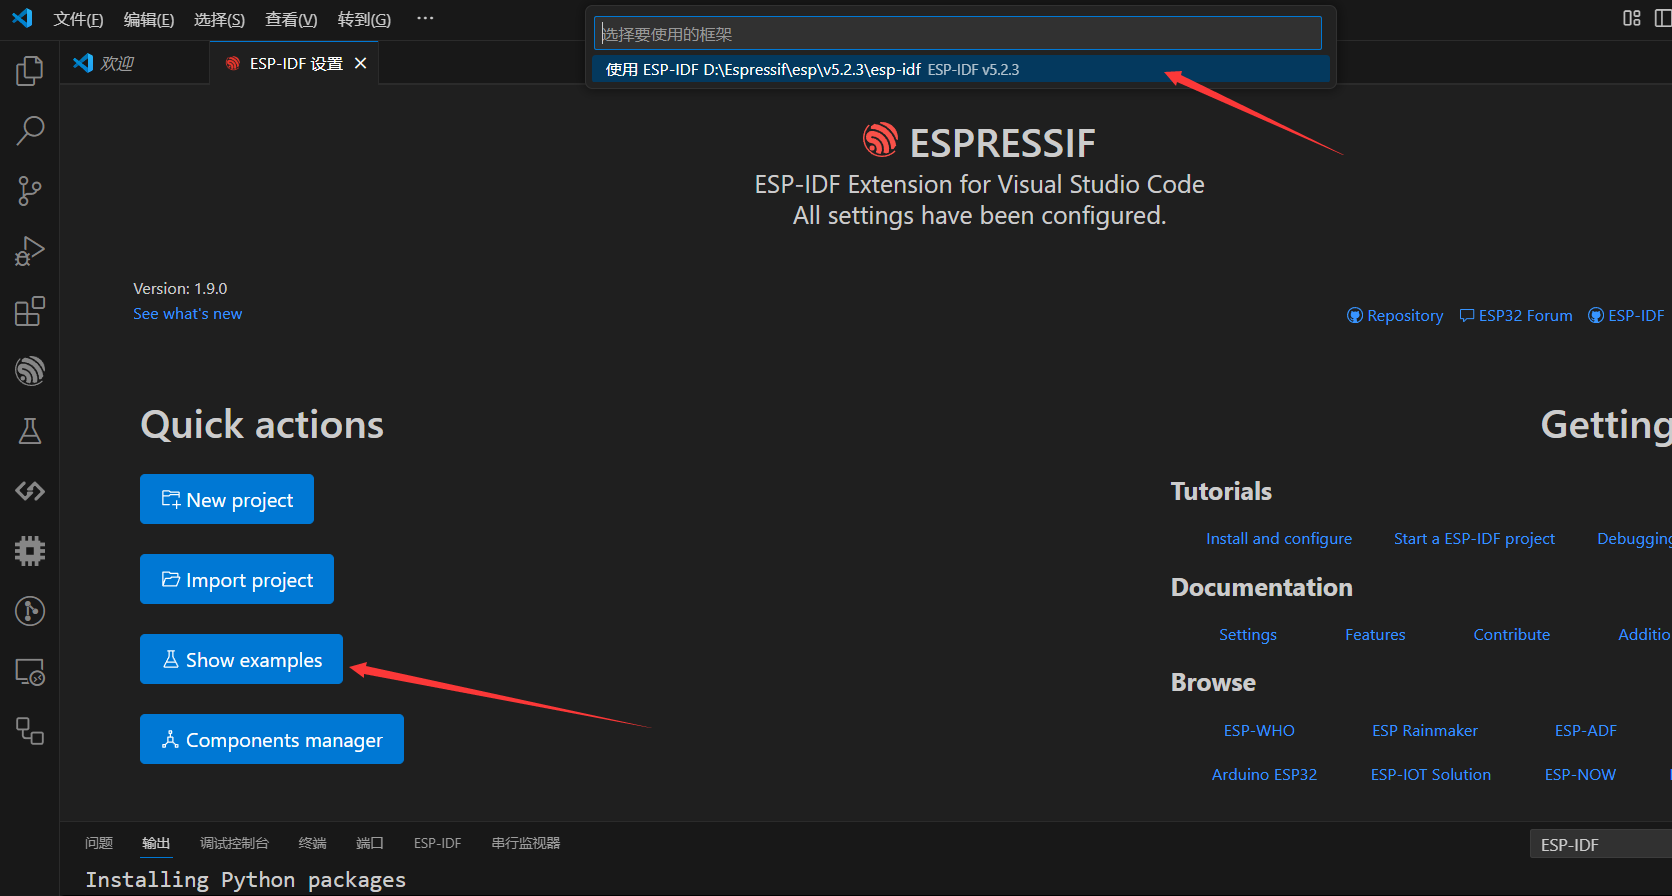 文件(F) 编辑(E) 选择(S) 查看(V) 转到(G) ···
选择要使用的框架
使用 ESP-IDF D:\Espressif\esp\v5.2.3\esp-idf ESP-IDF v5.2.3
欢迎 ESP-IDF 设置
ESPRESSIF
ESP-IDF Extension for Visual Studio Code
All settings have been configured.
Version: 1.9.0
See what's new
Repository ESP32 Forum ESP-IDF
Quick actions
New project
Import project
Show examples
Components manager
Getting
Tutorials
Install and configure Start a ESP-IDF project Debugging
Documentation
Settings Features Contribute Additio
Browse
ESP-WHO ESP Rainmaker ESP-ADF
Arduino ESP32 ESP-IOT Solution ESP-NOW
问题 输出 调试控制台 终端 端口 ESP-IDF 串行监视器
ESP-IDF
Installing Python packages